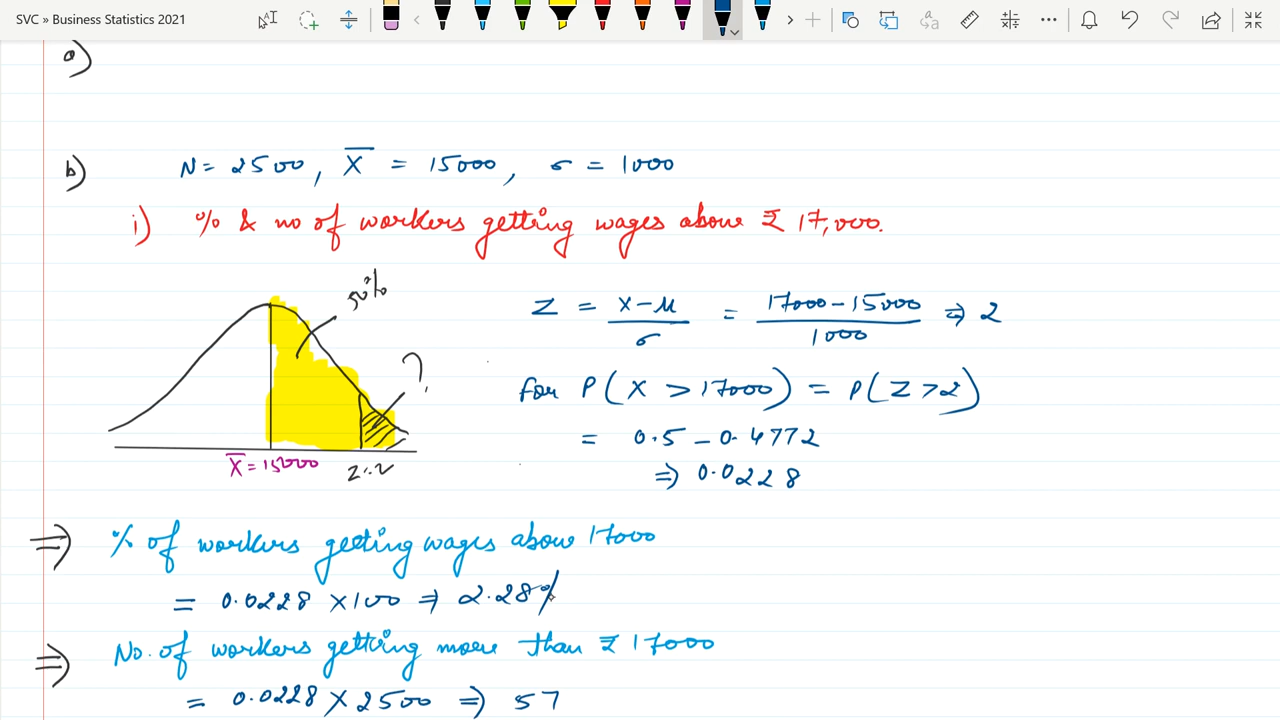 SVC » Business Statistics 2021
a)
b) N = 2500, X̄ = 15000, σ = 1000
i) % & no of workers getting wages above ₹ 17,000.
50%
?
X̄ = 15000
Z = 2
Z = X-μ/σ = 17000-15000/1000 ⇒ 2
for P(X > 17000) = P(Z > 2)
= 0.5 - 0.4772
⇒ 0.0228
⇒ % of workers geeting wages above 17000
= 0.0228 × 100 ⇒ 2.28%
⇒ No. of workers getting more than ₹ 17000
= 0.0228 × 2500 ⇒ 57